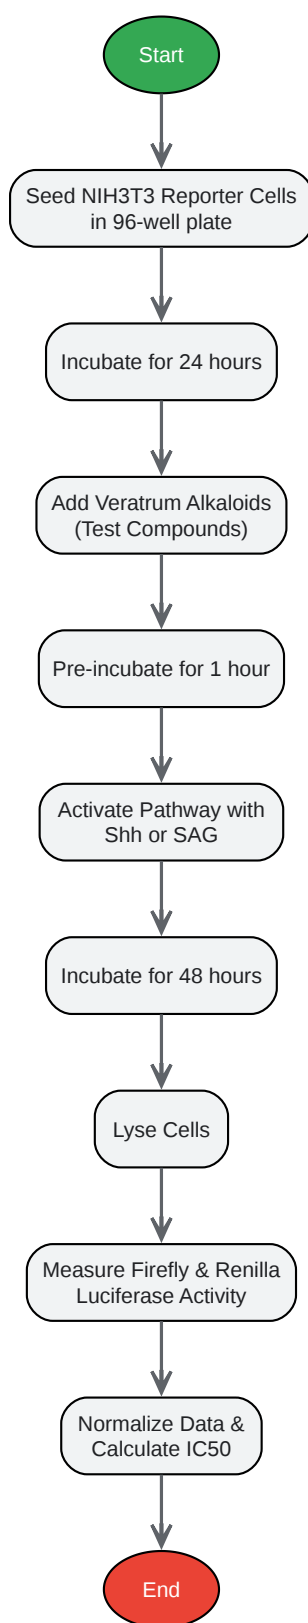 Start
Seed NIH3T3 Reporter Cells
in 96-well plate
Incubate for 24 hours
Add Veratrum Alkaloids
(Test Compounds)
Pre-incubate for 1 hour
Activate Pathway with
Shh or SAG
Incubate for 48 hours
Lyse Cells
Measure Firefly & Renilla
Luciferase Activity
Normalize Data &
Calculate IC50
End